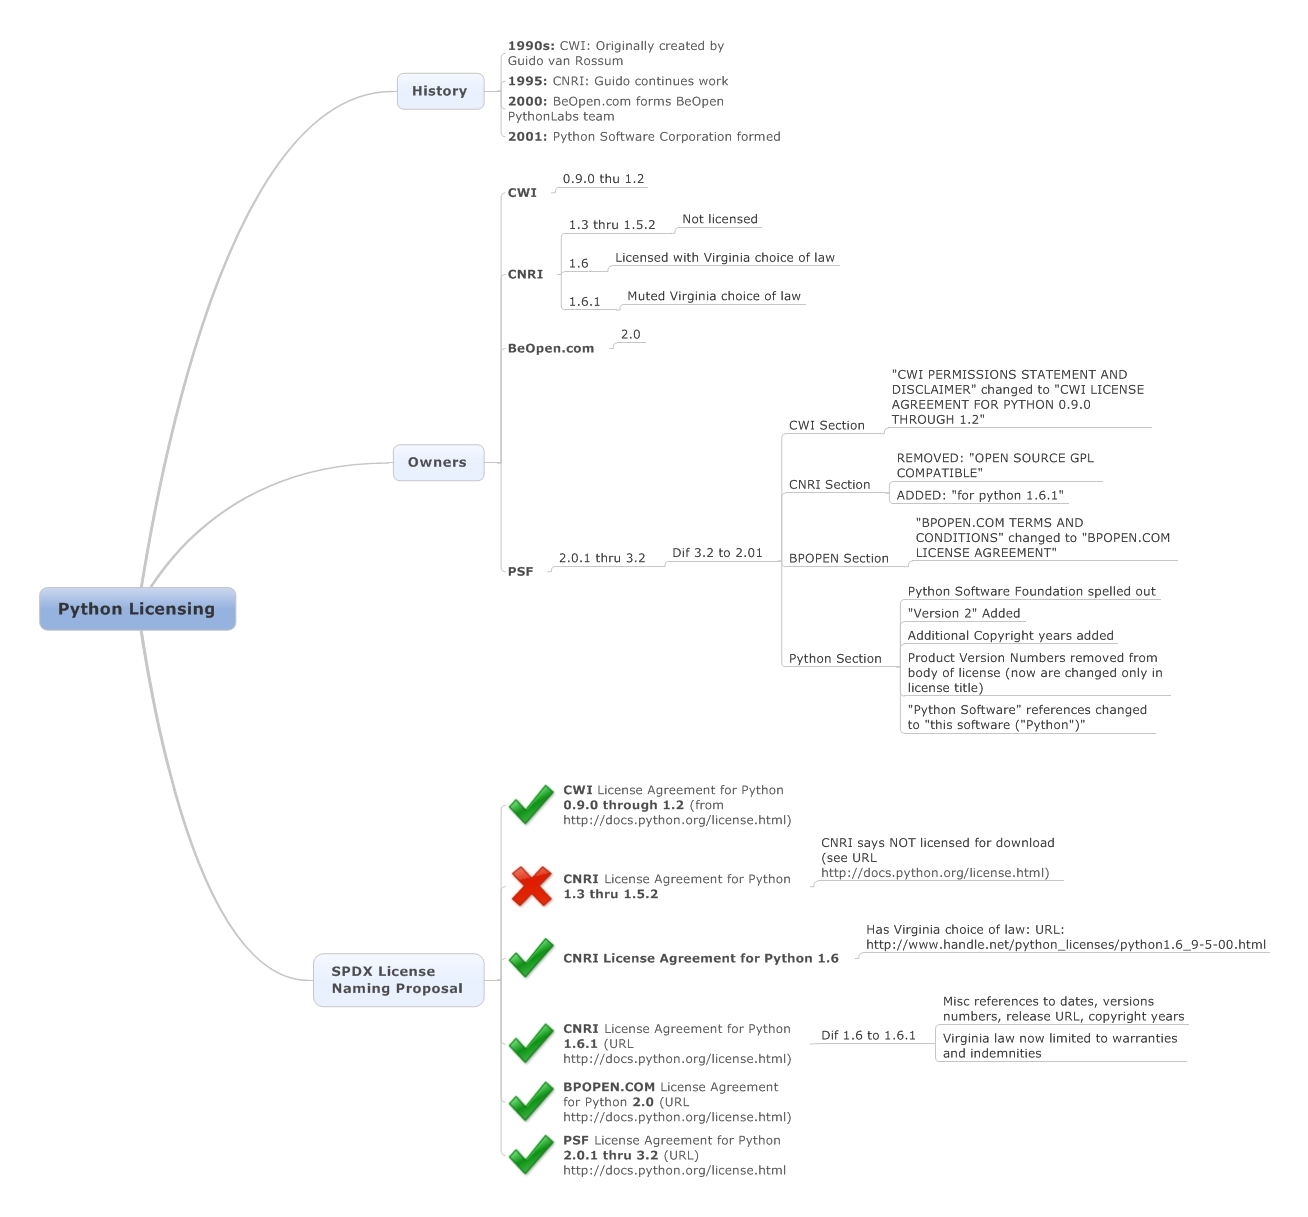 Python Licensing
History
1990s: CWI: Originally created by
Guido van Rossum
1995: CNRI: Guido continues work
2000: BeOpen.com forms BeOpen
PythonLabs team
2001: Python Software Corporation formed
Owners
CWI
0.9.0 thu 1.2
CNRI
1.3 thru 1.5.2
Not licensed
1.6
Licensed with Virginia choice of law
1.6.1
Muted Virginia choice of law
BeOpen.com
2.0
PSF
2.0.1 thru 3.2
Dif 3.2 to 2.01
CWI Section
"CWI PERMISSIONS STATEMENT AND
DISCLAIMER" changed to "CWI LICENSE
AGREEMENT FOR PYTHON 0.9.0
THROUGH 1.2"
CNRI Section
REMOVED: "OPEN SOURCE GPL
COMPATIBLE"
ADDED: "for python 1.6.1"
BPOPEN Section
"BPOPEN.COM TERMS AND
CONDITIONS" changed to "BPOPEN.COM
LICENSE AGREEMENT"
Python Section
Python Software Foundation spelled out
"Version 2" Added
Additional Copyright years added
Product Version Numbers removed from
body of license (now are changed only in
license title)
"Python Software" references changed
to "this software ("Python")"
SPDX License
Naming Proposal
CWI License Agreement for Python
0.9.0 through 1.2 (from
http://docs.python.org/license.html)
CNRI License Agreement for Python
1.3 thru 1.5.2
CNRI says NOT licensed for download
(see URL
http://docs.python.org/license.html)
CNRI License Agreement for Python 1.6
Has Virginia choice of law: URL:
http://www.handle.net/python_licenses/python1.6_9-5-00.html
CNRI License Agreement for Python
1.6.1 (URL
http://docs.python.org/license.html)
Dif 1.6 to 1.6.1
Misc references to dates, versions
numbers, release URL, copyright years
Virginia law now limited to warranties
and indemnities
BPOPEN.COM License Agreement
for Python 2.0 (URL
http://docs.python.org/license.html)
PSF License Agreement for Python
2.0.1 thru 3.2 (URL)
http://docs.python.org/license.html